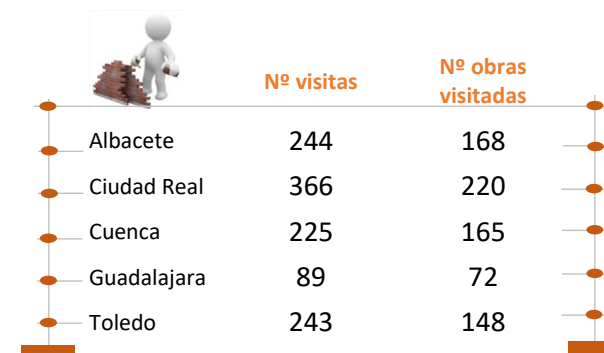 Nº visitas Nº obras
visitadas
Albacete 244 168
Ciudad Real 366 220
Cuenca 225 165
Guadalajara 89 72
Toledo 243 148